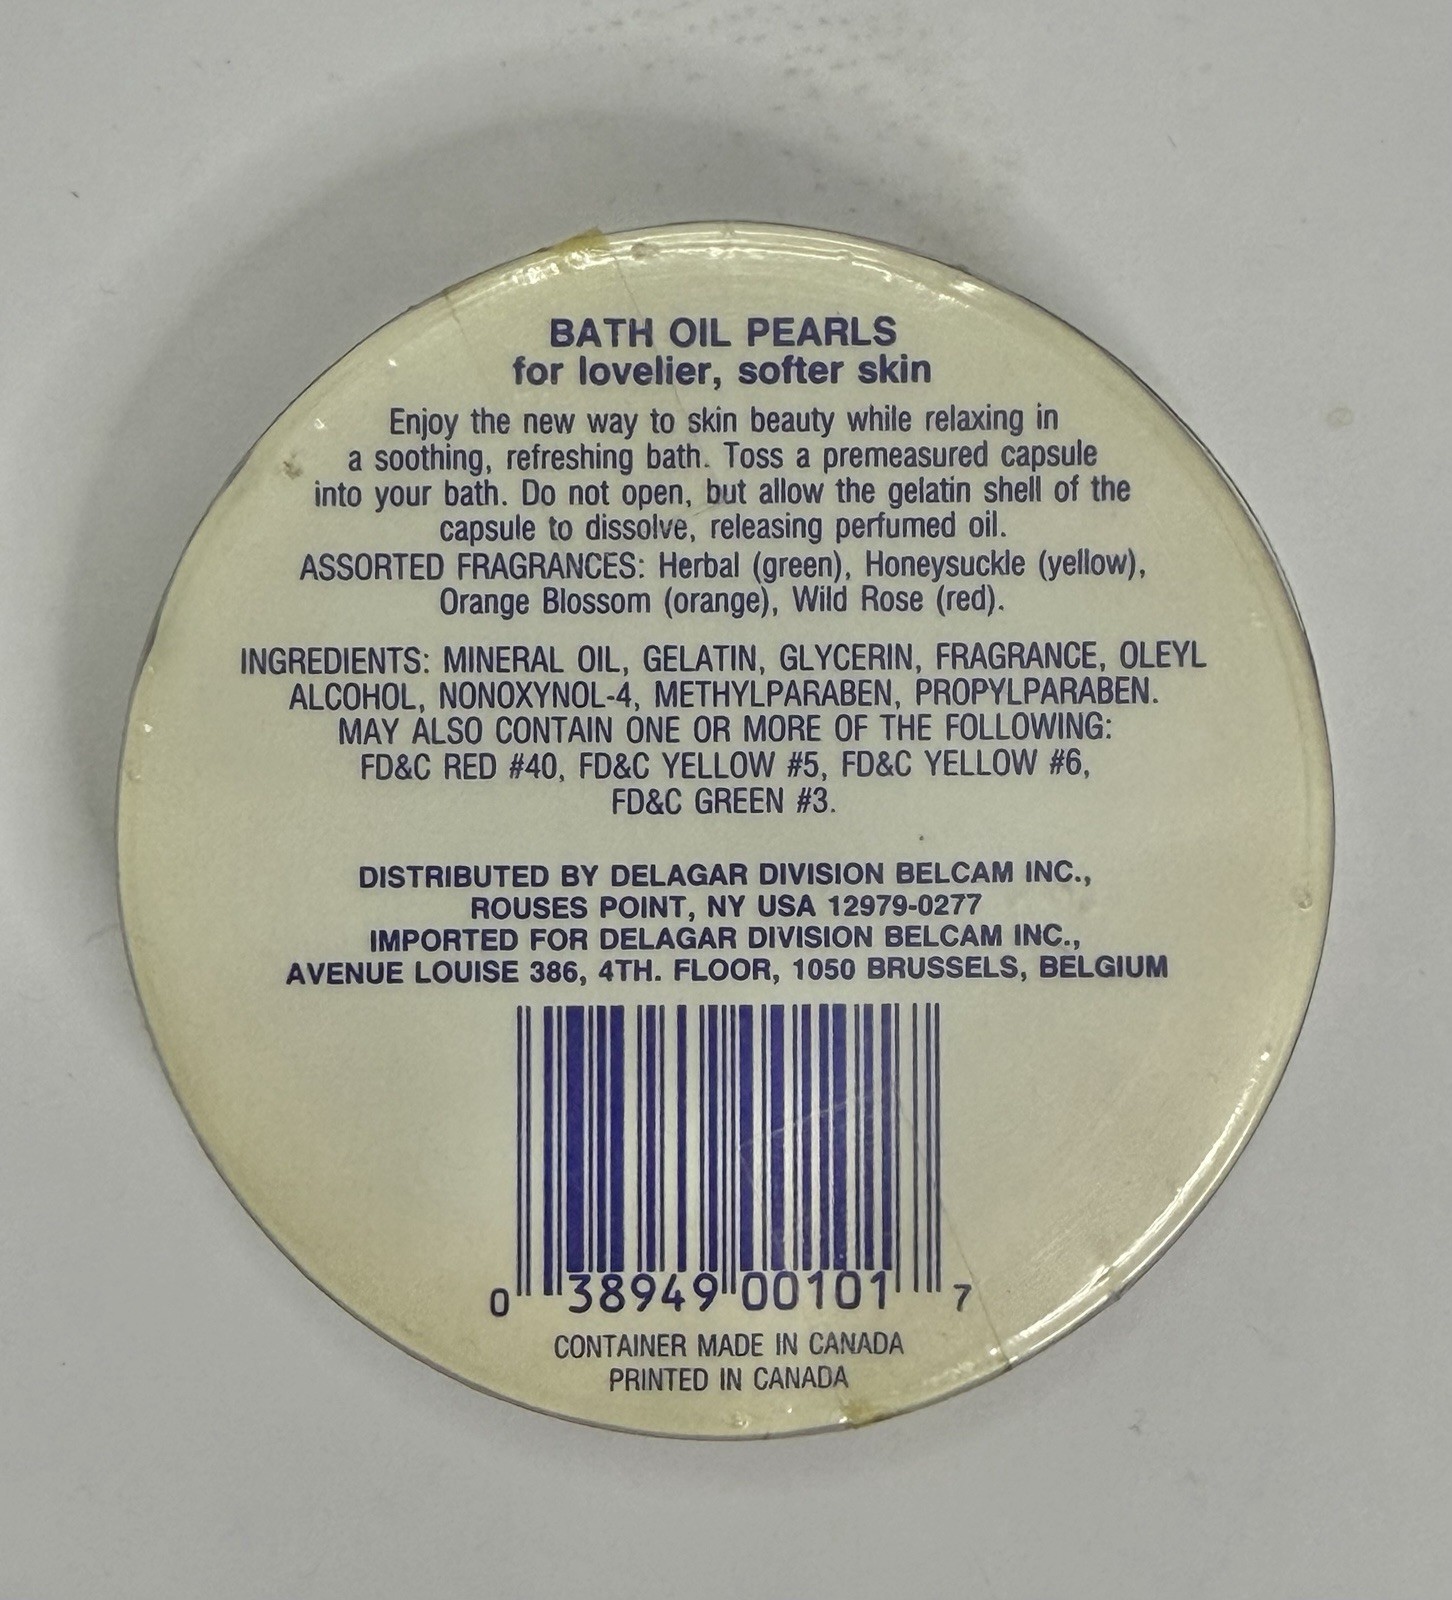 BATH OIL PEARLS
for lovelier, softer skin
Enjoy the new way to skin beauty while relaxing in
a soothing, refreshing bath. Toss a premeasured capsule
into your bath. Do not open, but allow the gelatin shell of the
capsule to dissolve, releasing perfumed oil.
ASSORTED FRAGRANCES: Herbal (green), Honeysuckle (yellow),
Orange Blossom (orange), Wild Rose (red).
INGREDIENTS: MINERAL OIL, GELATIN, GLYCERIN, FRAGRANCE, OLEYL
ALCOHOL, NONOXYNOL-4, METHYLPARABEN, PROPYLPARABEN.
MAY ALSO CONTAIN ONE OR MORE OF THE FOLLOWING:
FD&C RED #40, FD&C YELLOW #5, FD&C YELLOW #6,
FD&C GREEN #3.
DISTRIBUTED BY DELAGAR DIVISION BELCAM INC.,
ROUSES POINT, NY USA 12979-0277
IMPORTED FOR DELAGAR DIVISION BELCAM INC.,
AVENUE LOUISE 386, 4TH. FLOOR, 1050 BRUSSELS, BELGIUM
0 38949 00101 7
CONTAINER MADE IN CANADA
PRINTED IN CANADA